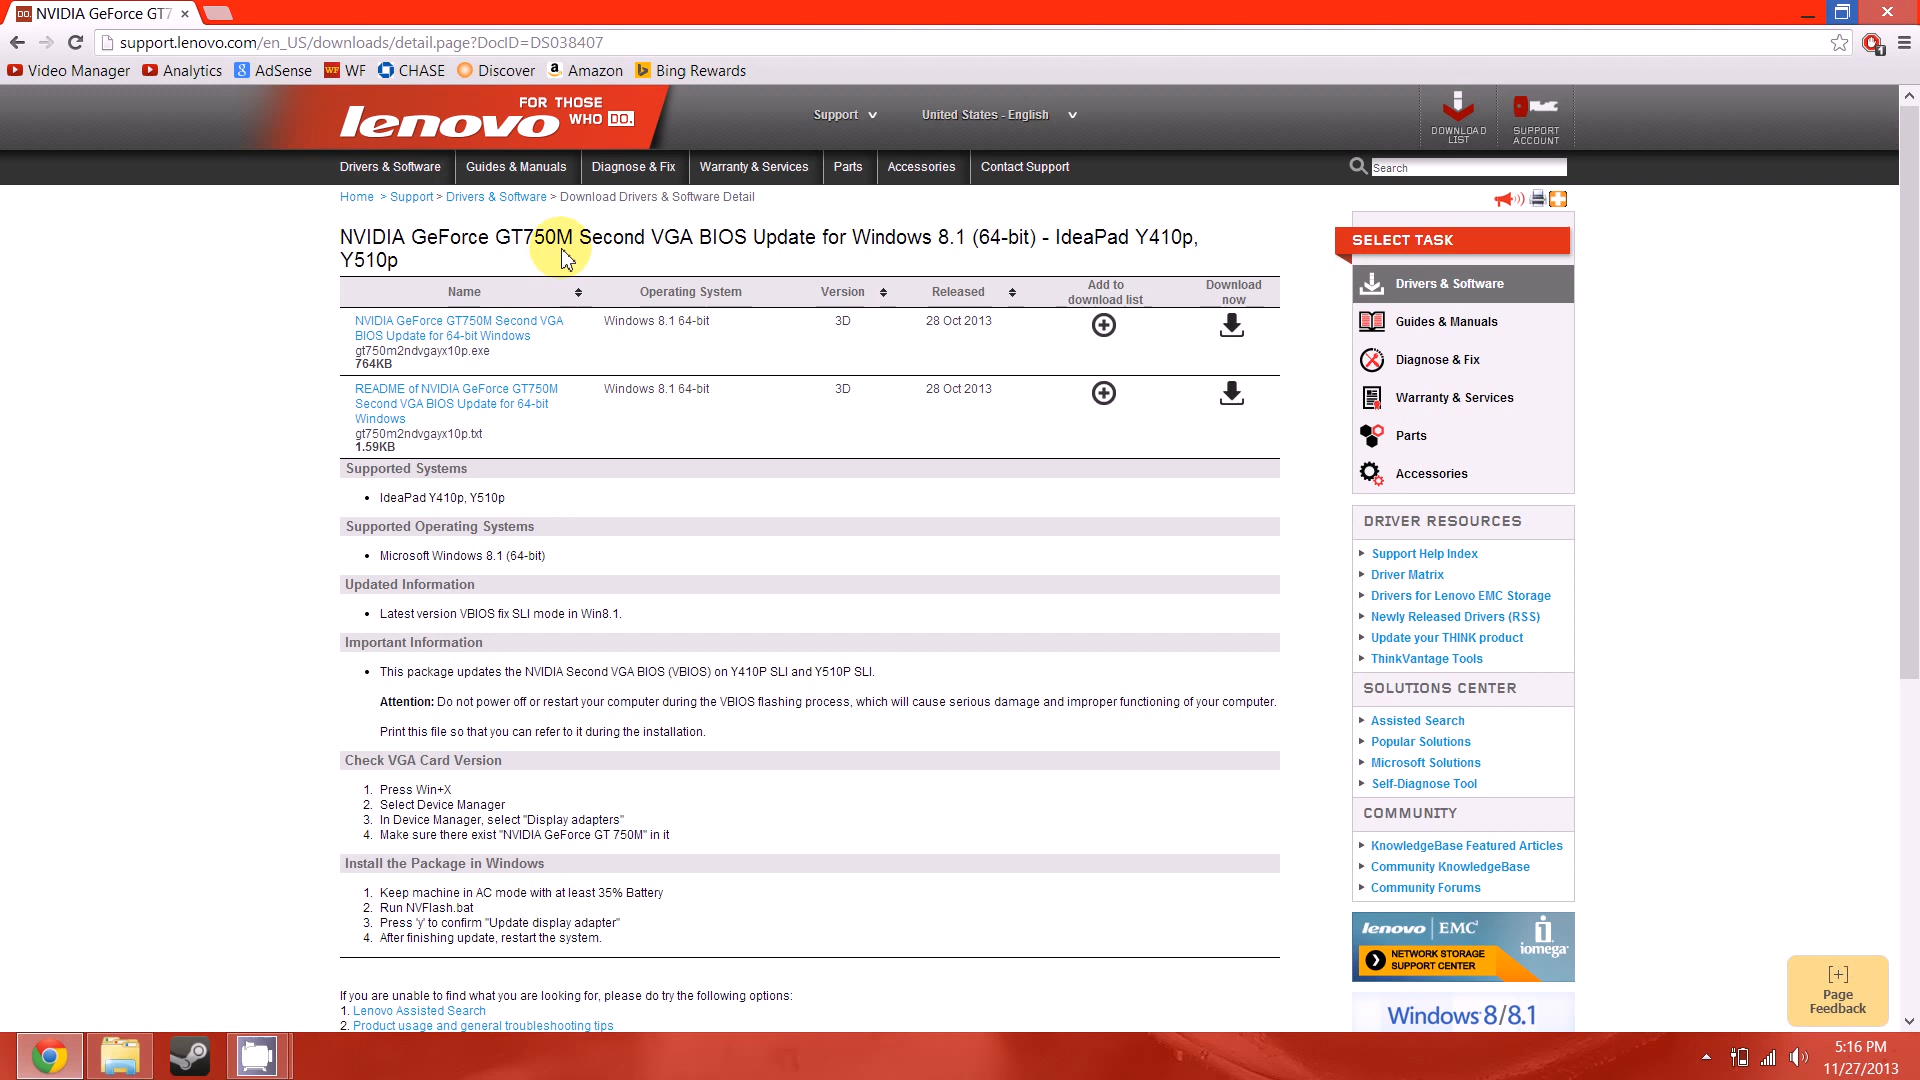 DO. NVIDIA GeForce GT7 ×
support.lenovo.com/en_US/downloads/detail.page?DocID=DS038407
1
Video Manager Analytics 8 AdSense WF WF CHASE Discover a Amazon Bing Rewards
FOR THOSE
WHO DO.
lenovo
Support United States - English
DOWNLOAD
LIST
SUPPORT
ACCOUNT
Drivers & Software Guides & Manuals Diagnose & Fix Warranty & Services Parts Accessories Contact Support Search
Home > Support > Drivers & Software > Download Drivers & Software Detail
NVIDIA GeForce GT750M Second VGA BIOS Update for Windows 8.1 (64-bit) - IdeaPad Y410p,
Y510p
Name Operating System Version Released Add to
download list
Download
now
NVIDIA GeForce GT750M Second VGA
BIOS Update for 64-bit Windows
gt750m2ndvgayx10p.exe
764KB
Windows 8.1 64-bit 3D 28 Oct 2013
README of NVIDIA GeForce GT750M
Second VGA BIOS Update for 64-bit
Windows
gt750m2ndvgayx10p.txt
1.59KB
Windows 8.1 64-bit 3D 28 Oct 2013
Supported Systems
• IdeaPad Y410p, Y510p
Supported Operating Systems
• Microsoft Windows 8.1 (64-bit)
Updated Information
• Latest version VBIOS fix SLI mode in Win8.1.
Important Information
• This package updates the NVIDIA Second VGA BIOS (VBIOS) on Y410P SLI and Y510P SLI.
Attention: Do not power off or restart your computer during the VBIOS flashing process, which will cause serious damage and improper functioning of your computer.
Print this file so that you can refer to it during the installation.
Check VGA Card Version
1. Press Win+X
2. Select Device Manager
3. In Device Manager, select "Display adapters"
4. Make sure there exist "NVIDIA GeForce GT 750M" in it
Install the Package in Windows
1. Keep machine in AC mode with at least 35% Battery
2. Run NVFlash.bat
3. Press 'y' to confirm "Update display adapter"
4. After finishing update, restart the system.
If you are unable to find what you are looking for, please do try the following options:
1. Lenovo Assisted Search
2. Product usage and general troubleshooting tips
SELECT TASK
Drivers & Software
Guides & Manuals
Diagnose & Fix
Warranty & Services
Parts
Accessories
DRIVER RESOURCES
Support Help Index
Driver Matrix
Drivers for Lenovo EMC Storage
Newly Released Drivers (RSS)
Update your THINK product
ThinkVantage Tools
SOLUTIONS CENTER
Assisted Search
Popular Solutions
Microsoft Solutions
Self-Diagnose Tool
COMMUNITY
KnowledgeBase Featured Articles
Community KnowledgeBase
Community Forums
lenovo EMC² iomega
NETWORK STORAGE
SUPPORT CENTER
Windows 8/8.1
[+]
Page
Feedback
5:16 PM
11/27/2013